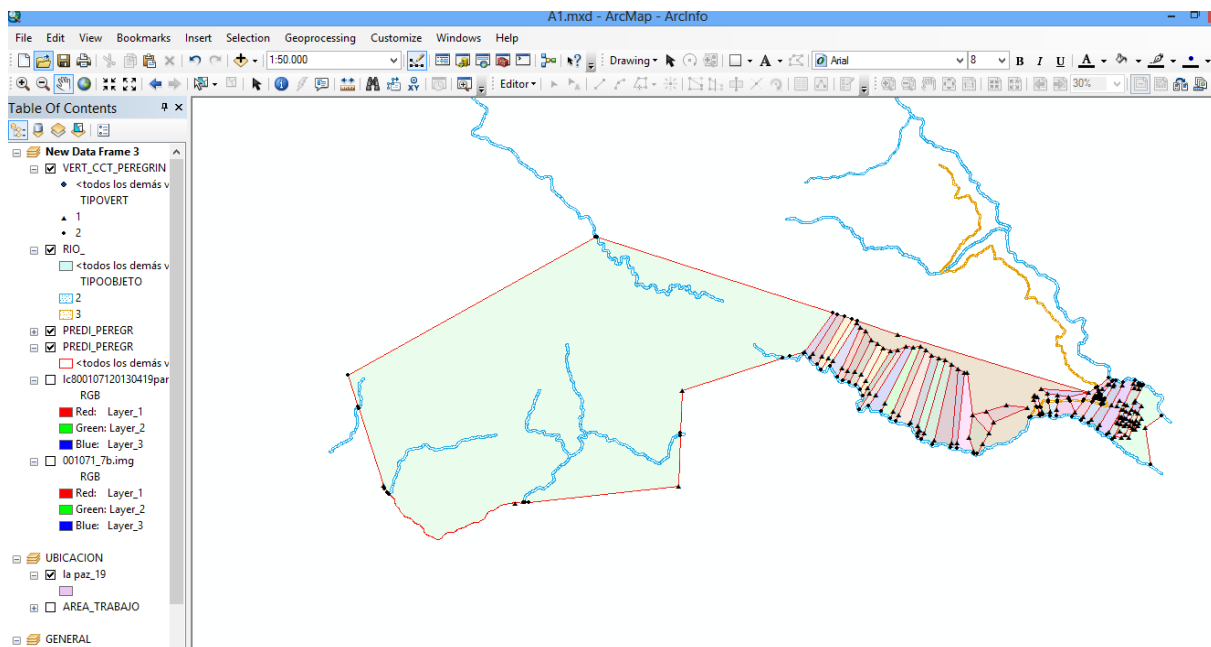 A1.mxd - ArcMap - ArcInfo
File Edit View Bookmarks Insert Selection Geoprocessing Customize Windows Help
1:50.000 Drawing Arial 8 B I U A
Editor 30%
Table Of Contents
New Data Frame 3
VERT_CCT_PEREGRIN
<todos los demás v
TIPOVERT
1
2
RIO_
<todos los demás v
TIPOOBJETO
2
3
PREDI_PEREGR
PREDI_PEREGR
<todos los demás v
lc800107120130419par
RGB
Red: Layer_1
Green: Layer_2
Blue: Layer_3
001071_7b.img
RGB
Red: Layer_1
Green: Layer_2
Blue: Layer_3
UBICACION
la paz_19
AREA_TRABAJO
GENERAL